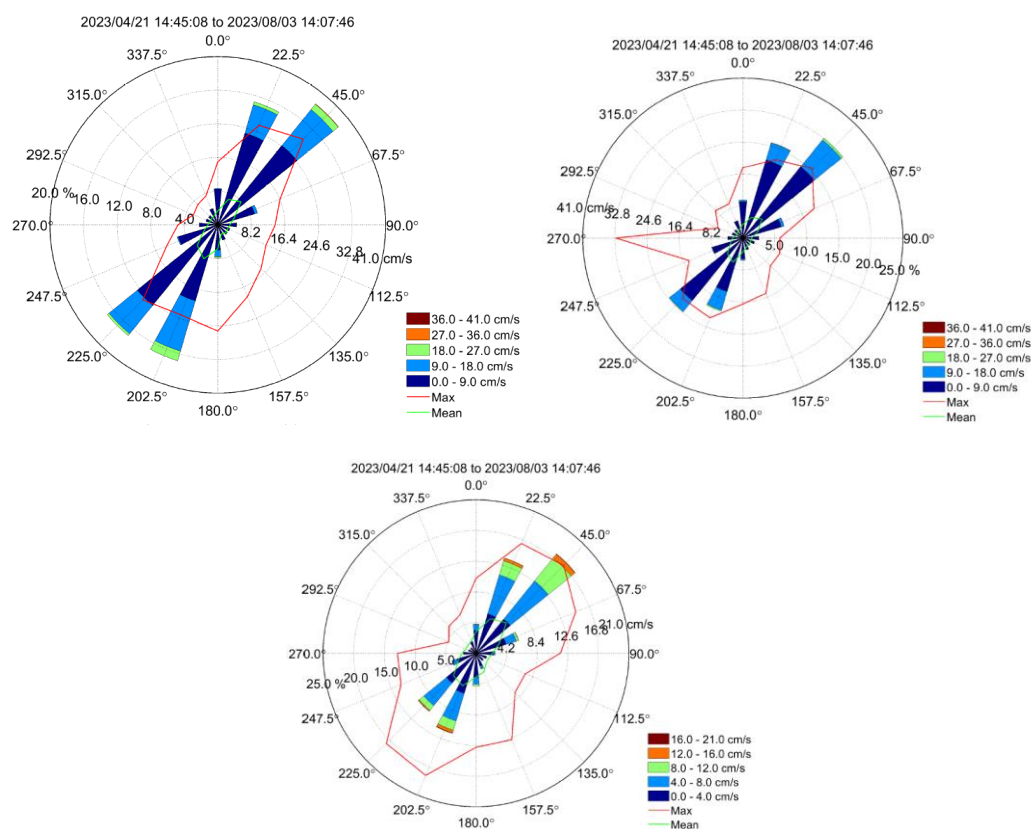 2023/04/21 14:45:08 to 2023/08/03 14:07:46
0.0°
337.5°
22.5°
315.0°
45.0°
292.5°
67.5°
20.0 %
16.0
12.0
8.0
4.0
270.0°
90.0°
8.2
16.4
24.6
32.8
41.0 cm/s
247.5°
112.5°
225.0°
135.0°
202.5°
157.5°
180.0°
36.0 - 41.0 cm/s
27.0 - 36.0 cm/s
18.0 - 27.0 cm/s
9.0 - 18.0 cm/s
0.0 - 9.0 cm/s
Max
Mean
2023/04/21 14:45:08 to 2023/08/03 14:07:46
0.0°
337.5°
22.5°
315.0°
45.0°
292.5°
67.5°
41.0 cm/s
32.8
24.6
16.4
8.2
270.0°
90.0°
5.0
10.0
15.0
20.0
25.0 %
247.5°
112.5°
225.0°
135.0°
202.5°
157.5°
180.0°
36.0 - 41.0 cm/s
27.0 - 36.0 cm/s
18.0 - 27.0 cm/s
9.0 - 18.0 cm/s
0.0 - 9.0 cm/s
Max
Mean
2023/04/21 14:45:08 to 2023/08/03 14:07:46
0.0°
337.5°
22.5°
315.0°
45.0°
292.5°
67.5°
21.0 cm/s
16.8
12.6
8.4
4.2
270.0°
90.0°
5.0
10.0
15.0
20.0
25.0 %
247.5°
112.5°
225.0°
135.0°
202.5°
157.5°
180.0°
16.0 - 21.0 cm/s
12.0 - 16.0 cm/s
8.0 - 12.0 cm/s
4.0 - 8.0 cm/s
0.0 - 4.0 cm/s
Max
Mean